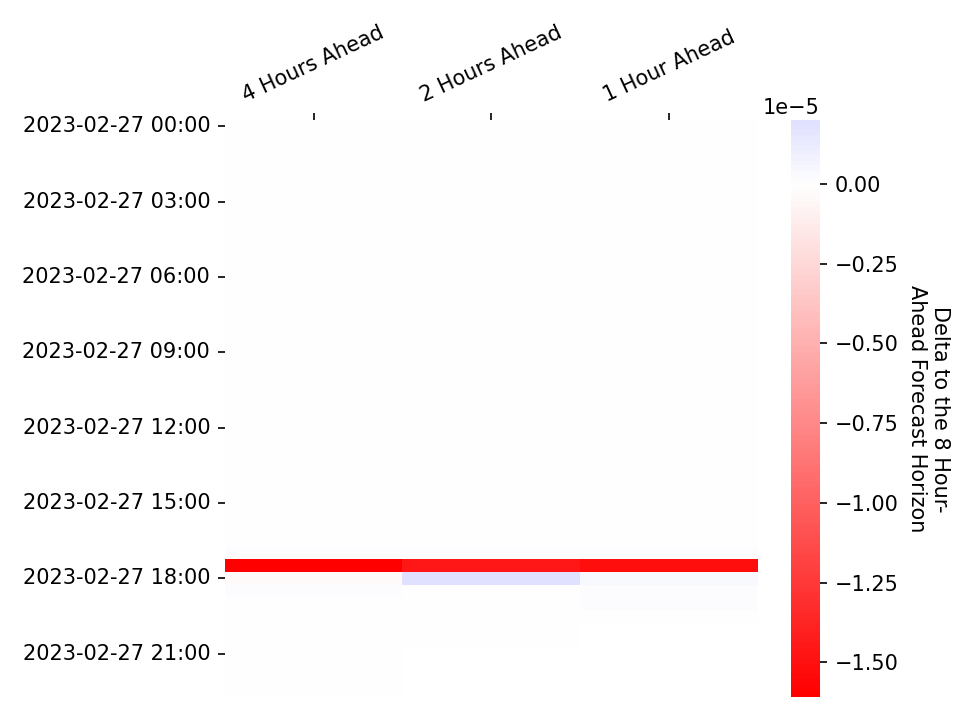 4 Hours Ahead
2 Hours Ahead
1 Hour Ahead
1e−5
2023-02-27 00:00
2023-02-27 03:00
2023-02-27 06:00
2023-02-27 09:00
2023-02-27 12:00
2023-02-27 15:00
2023-02-27 18:00
2023-02-27 21:00
0.00
−0.25
−0.50
−0.75
−1.00
−1.25
−1.50
Delta to the 8 Hour-
Ahead Forecast Horizon